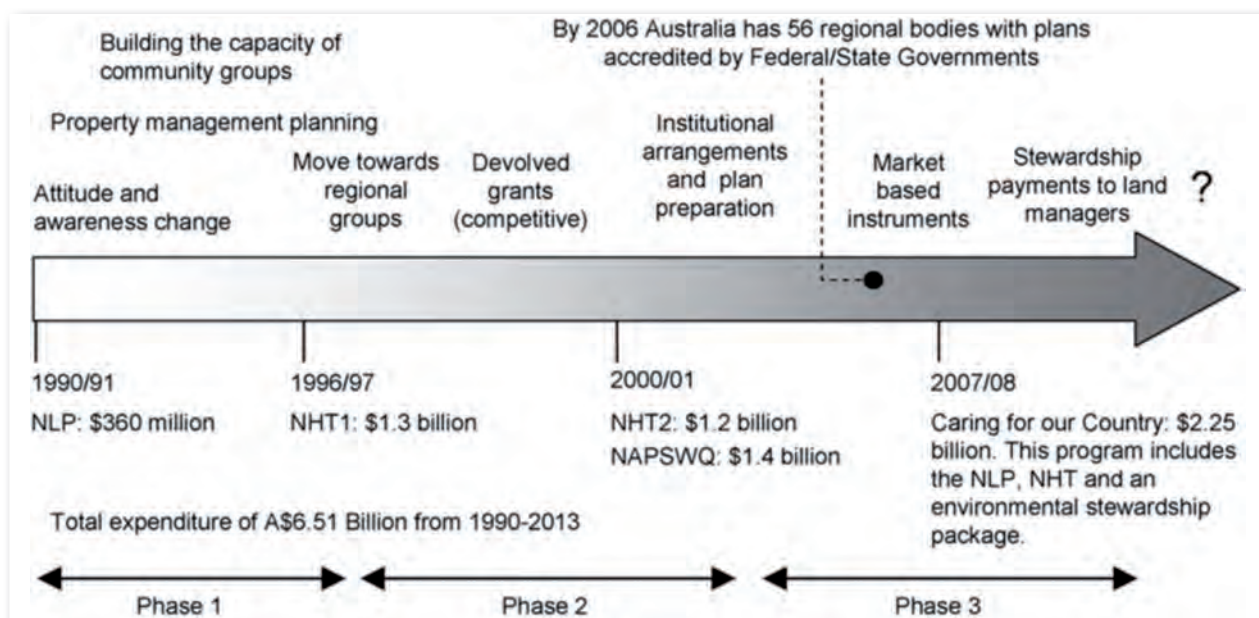 Building the capacity of
community groups
By 2006 Australia has 56 regional bodies with plans
accredited by Federal/State Governments
Property management planning
Attitude and
awareness change
Move towards
regional
groups
Devolved
grants
(competitive)
Institutional
arrangements
and plan
preparation
Market
based
instruments
Stewardship
payments to land
managers
?
1990/91
NLP: $360 million
1996/97
NHT1: $1.3 billion
2000/01
NHT2: $1.2 billion
NAPSWQ: $1.4 billion
2007/08
Caring for our Country: $2.25
billion. This program includes
the NLP, NHT and an
environmental stewardship
package.
Total expenditure of A$6.51 Billion from 1990-2013
Phase 1
Phase 2
Phase 3